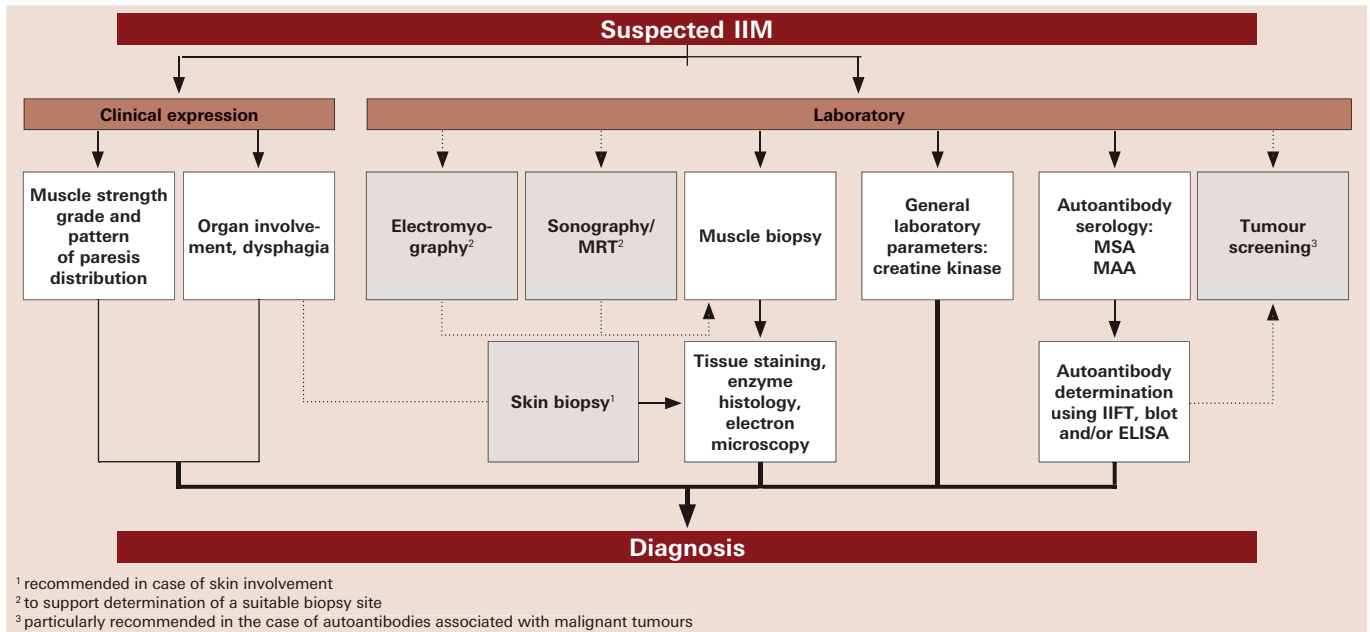 Suspected IIM
Clinical expression
Laboratory
Muscle strength
grade and
pattern
of paresis
distribution
Organ involve-
ment, dysphagia
Electromyo-
graphy²
Sonography/
MRT²
Muscle biopsy
General
laboratory
parameters:
creatine kinase
Autoantibody
serology:
MSA
MAA
Tumour
screening³
Skin biopsy¹
Tissue staining,
enzyme
histology,
electron
microscopy
Autoantibody
determination
using IIFT, blot
and/or ELISA
Diagnosis
¹ recommended in case of skin involvement
² to support determination of a suitable biopsy site
³ particularly recommended in the case of autoantibodies associated with malignant tumours